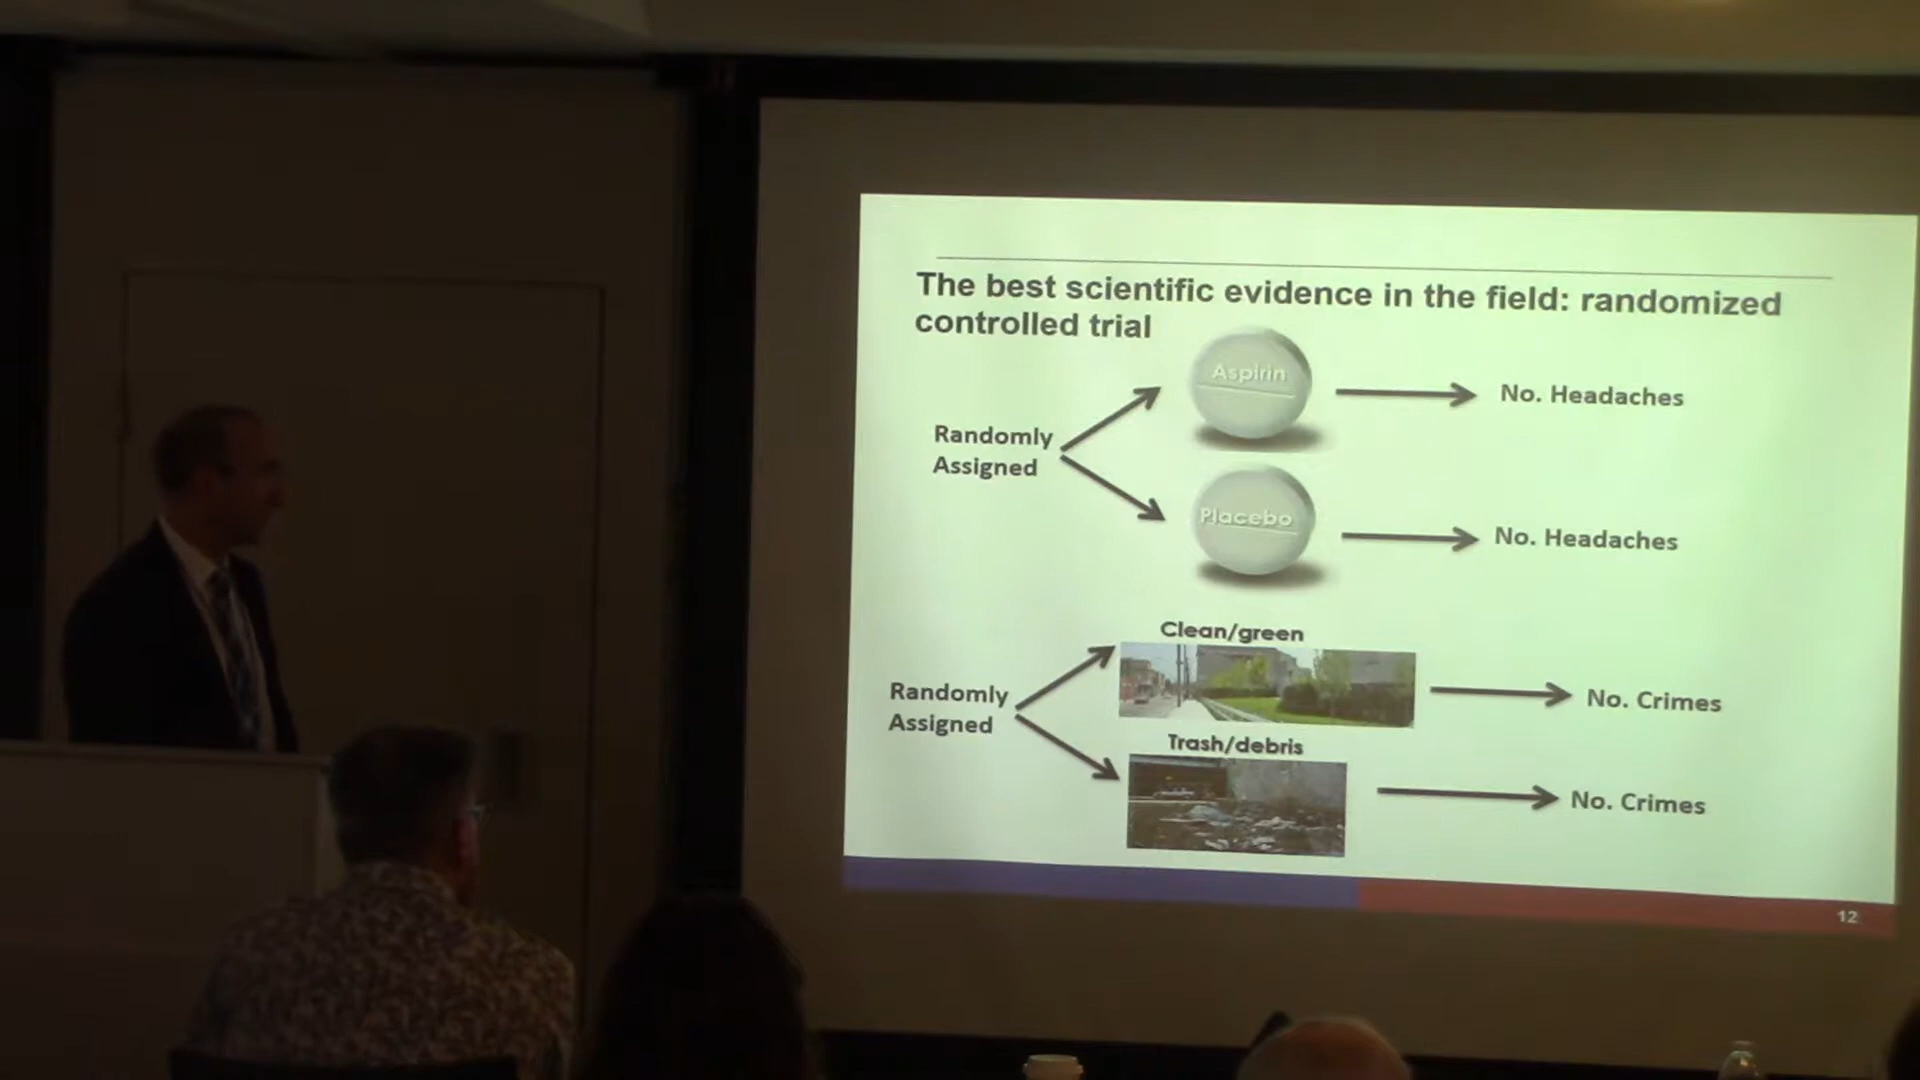 The best scientific evidence in the field: randomized
controlled trial
Aspirin
No. Headaches
Randomly
Assigned
Placebo
No. Headaches
Clean/green
Randomly
Assigned
No. Crimes
Trash/debris
No. Crimes
12